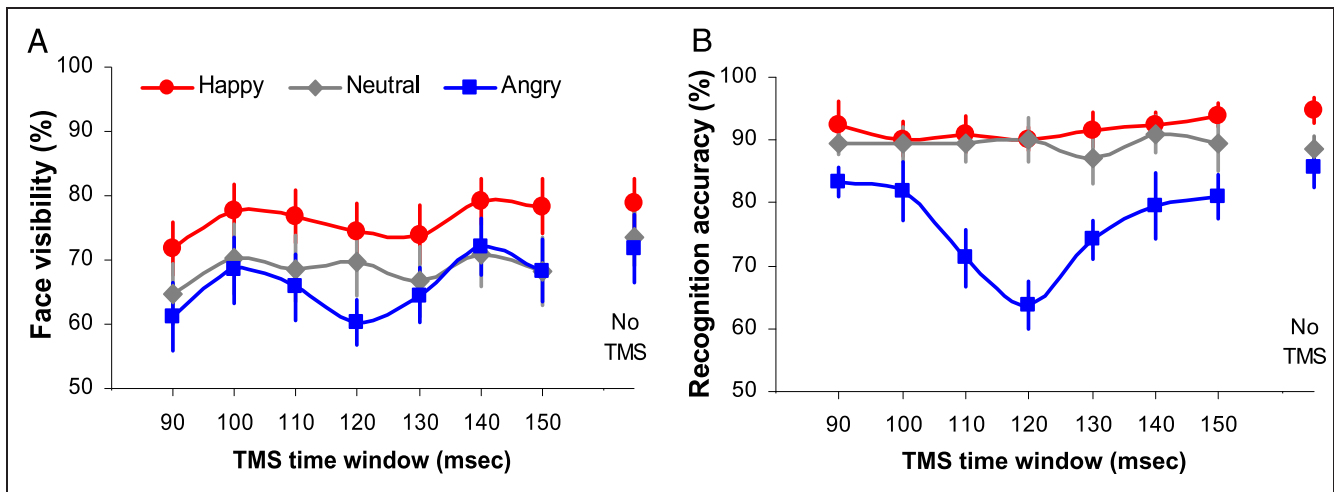 A
Face visibility (%)
100
90
80
70
60
50
Happy Neutral Angry
No
TMS
90 100 110 120 130 140 150
TMS time window (msec)
B
Recognition accuracy (%)
100
90
80
70
60
50
No
TMS
90 100 110 120 130 140 150
TMS time window (msec)